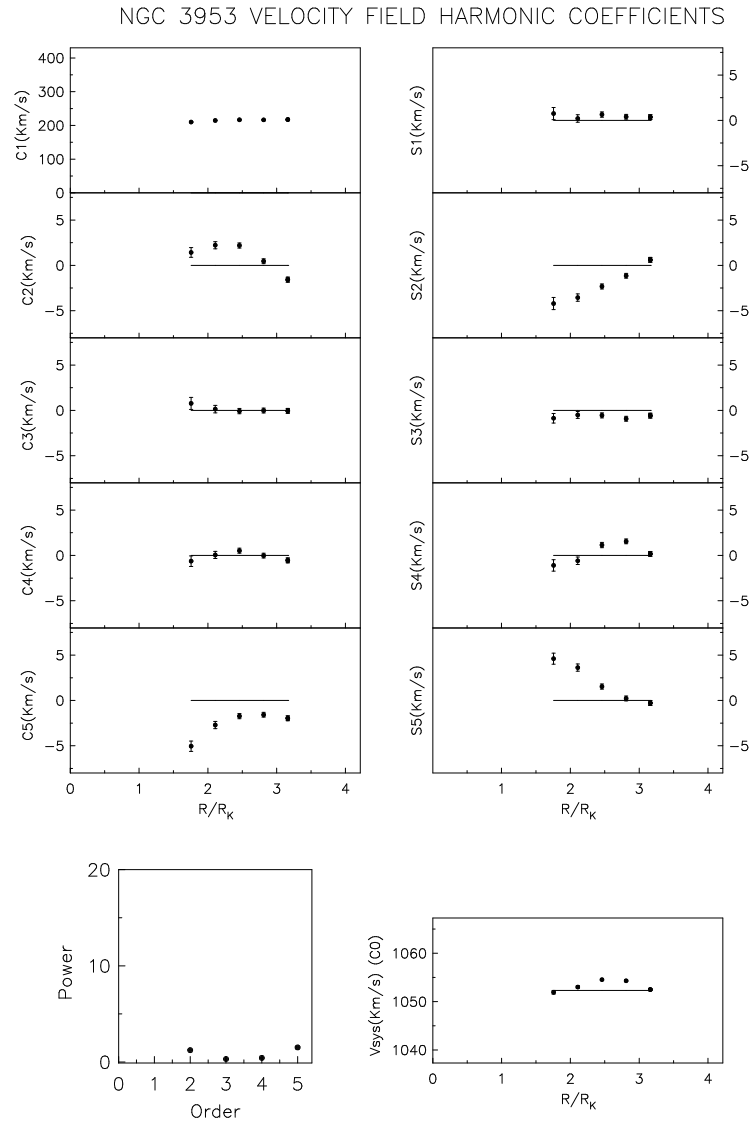 NGC 3953 VELOCITY FIELD HARMONIC COEFFICIENTS
C1(Km/s)
400
300
200
100
0
S1(Km/s)
5
0
−5
C2(Km/s)
5
0
−5
S2(Km/s)
5
0
−5
C3(Km/s)
5
0
−5
S3(Km/s)
5
0
−5
C4(Km/s)
5
0
−5
S4(Km/s)
5
0
−5
C5(Km/s)
5
0
−5
S5(Km/s)
5
0
−5
0 1 2 3 4
R/RK
0 1 2 3 4
R/RK
Power
20
10
0
0 1 2 3 4 5
Order
Vsys(Km/s) (C0)
1060
1050
1040
0 1 2 3 4
R/RK